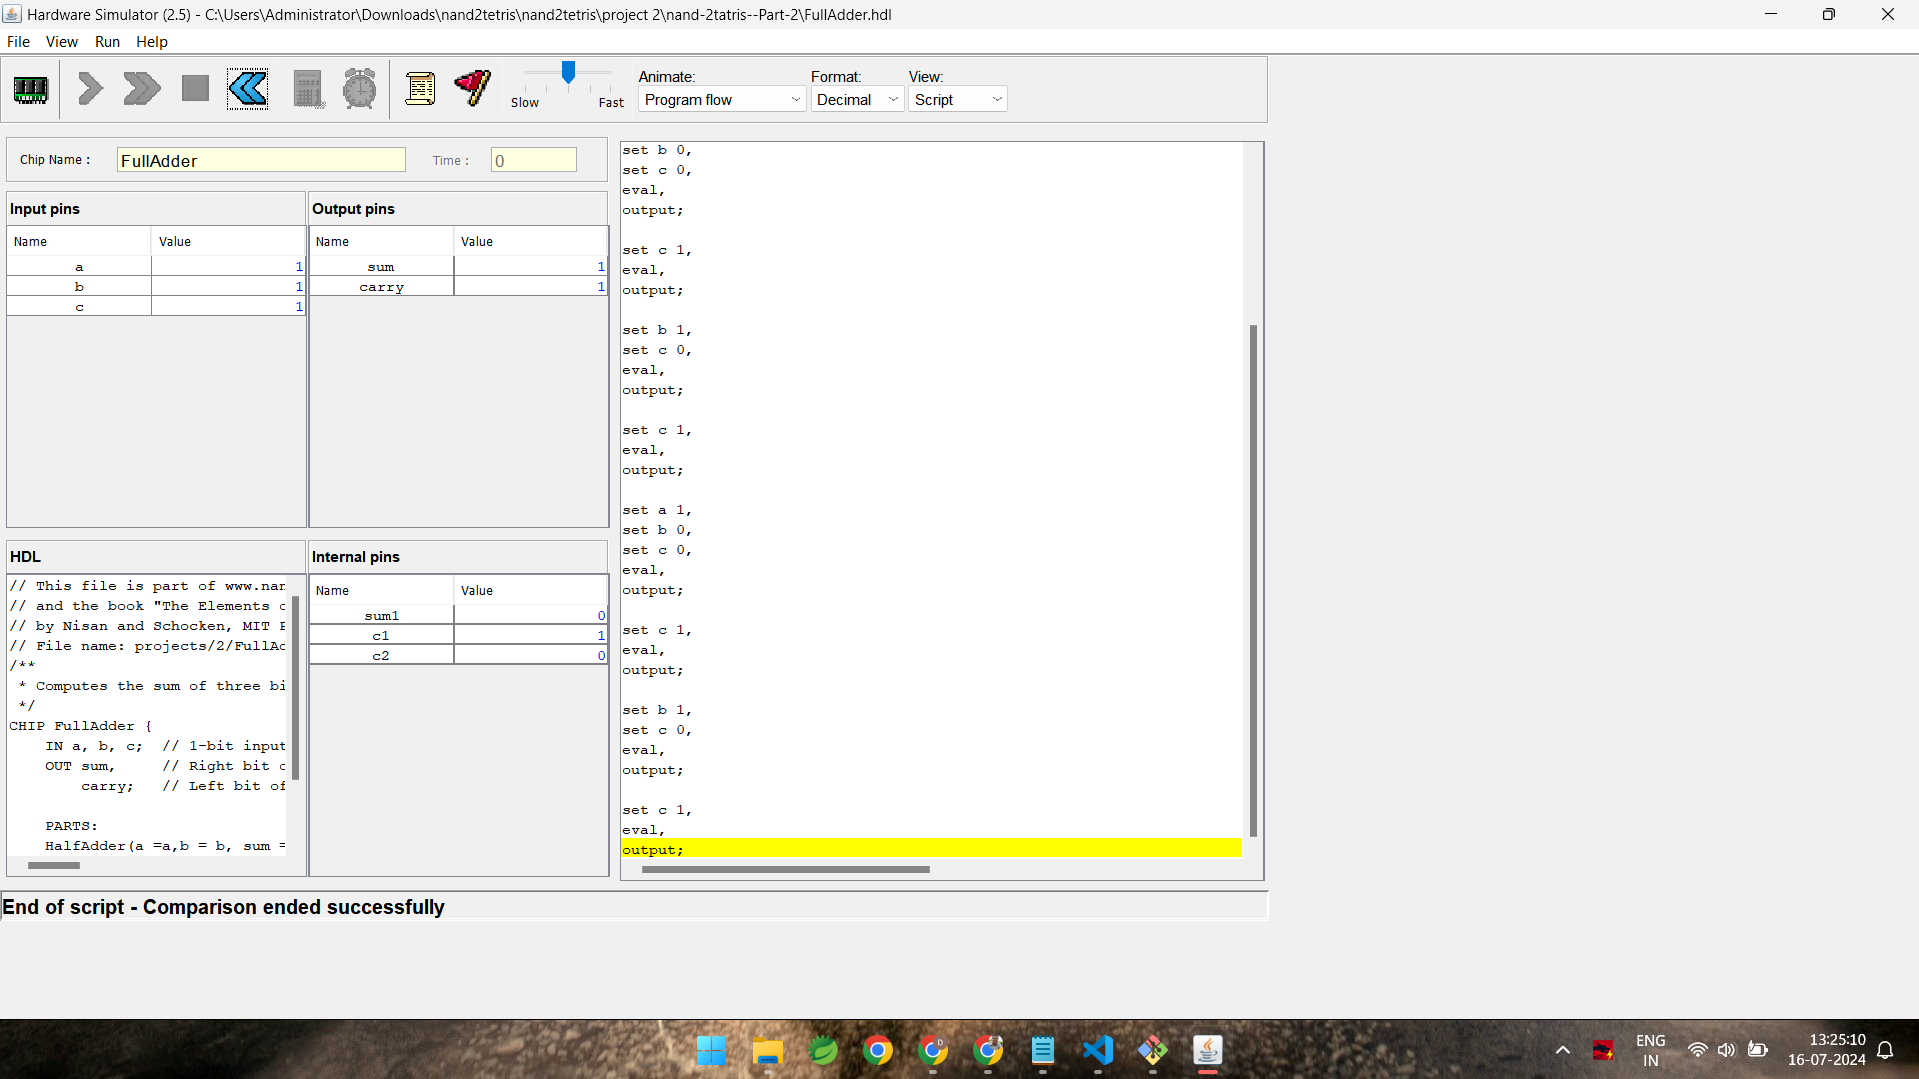 Hardware Simulator (2.5) - C:\Users\Administrator\Downloads\nand2tetris\nand2tetris\project 2\nand-2tatris--Part-2\FullAdder.hdl
File View Run Help
Slow Fast
Animate: Format: View:
Program flow Decimal Script
Chip Name : FullAdder Time : 0
Input pins
Name Value
a 1
b 1
c 1
Output pins
Name Value
sum 1
carry 1
HDL
// This file is part of www.nan
// and the book "The Elements o
// by Nisan and Schocken, MIT P
// File name: projects/2/FullAd
/**
* Computes the sum of three bi
*/
CHIP FullAdder {
IN a, b, c; // 1-bit input
OUT sum, // Right bit o
carry; // Left bit of
PARTS:
HalfAdder(a =a,b = b, sum =
Internal pins
Name Value
sum1 0
c1 1
c2 0
set b 0,
set c 0,
eval,
output;
set c 1,
eval,
output;
set b 1,
set c 0,
eval,
output;
set c 1,
eval,
output;
set a 1,
set b 0,
set c 0,
eval,
output;
set c 1,
eval,
output;
set b 1,
set c 0,
eval,
output;
set c 1,
eval,
output;
End of script - Comparison ended successfully
D
ENG
IN
13:25:10
16-07-2024